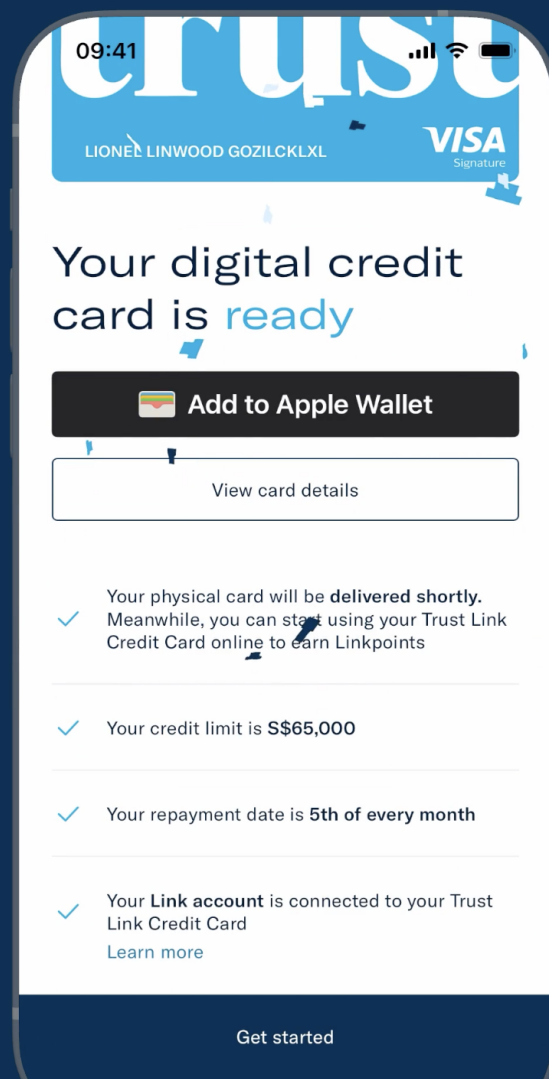 09:41
trust
LIONEL LINWOOD GOZILCKLXL
VISA
Signature
Your digital credit
card is ready
Add to Apple Wallet
View card details
Your physical card will be delivered shortly.
Meanwhile, you can start using your Trust Link
Credit Card online to earn Linkpoints
Your credit limit is S$65,000
Your repayment date is 5th of every month
Your Link account is connected to your Trust
Link Credit Card
Learn more
Get started